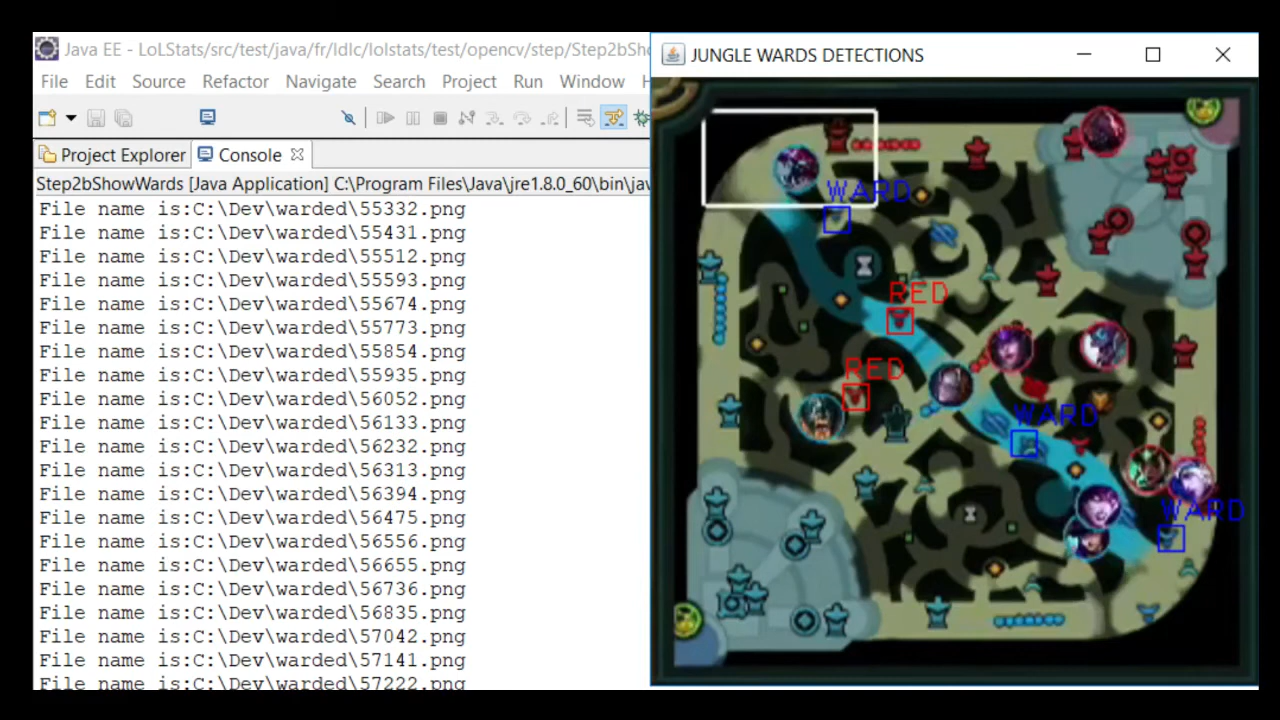 Java EE - LoLStats/src/test/java/fr/ldlc/lolstats/test/opencv/step/Step2bSho
File Edit Source Refactor Navigate Search Project Run Window
Project Explorer Console
Step2bShowWards [Java Application] C:\Program Files\Java\jre1.8.0_60\bin\jav
File name is:C:\Dev\warded\55332.png
File name is:C:\Dev\warded\55431.png
File name is:C:\Dev\warded\55512.png
File name is:C:\Dev\warded\55593.png
File name is:C:\Dev\warded\55674.png
File name is:C:\Dev\warded\55773.png
File name is:C:\Dev\warded\55854.png
File name is:C:\Dev\warded\55935.png
File name is:C:\Dev\warded\56052.png
File name is:C:\Dev\warded\56133.png
File name is:C:\Dev\warded\56232.png
File name is:C:\Dev\warded\56313.png
File name is:C:\Dev\warded\56394.png
File name is:C:\Dev\warded\56475.png
File name is:C:\Dev\warded\56556.png
File name is:C:\Dev\warded\56655.png
File name is:C:\Dev\warded\56736.png
File name is:C:\Dev\warded\56835.png
File name is:C:\Dev\warded\57042.png
File name is:C:\Dev\warded\57141.png
File name is:C:\Dev\warded\57222.png
JUNGLE WARDS DETECTIONS
WARD
RED
RED
WARD
WARD